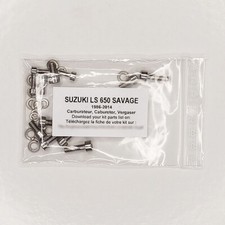 SUZUKI LS 650 SAVAGE
1986-2014
Carburateur, Carburetor, Vergaser
Download your kit parts list on:
Téléchargez la fiche de votre kit sur :